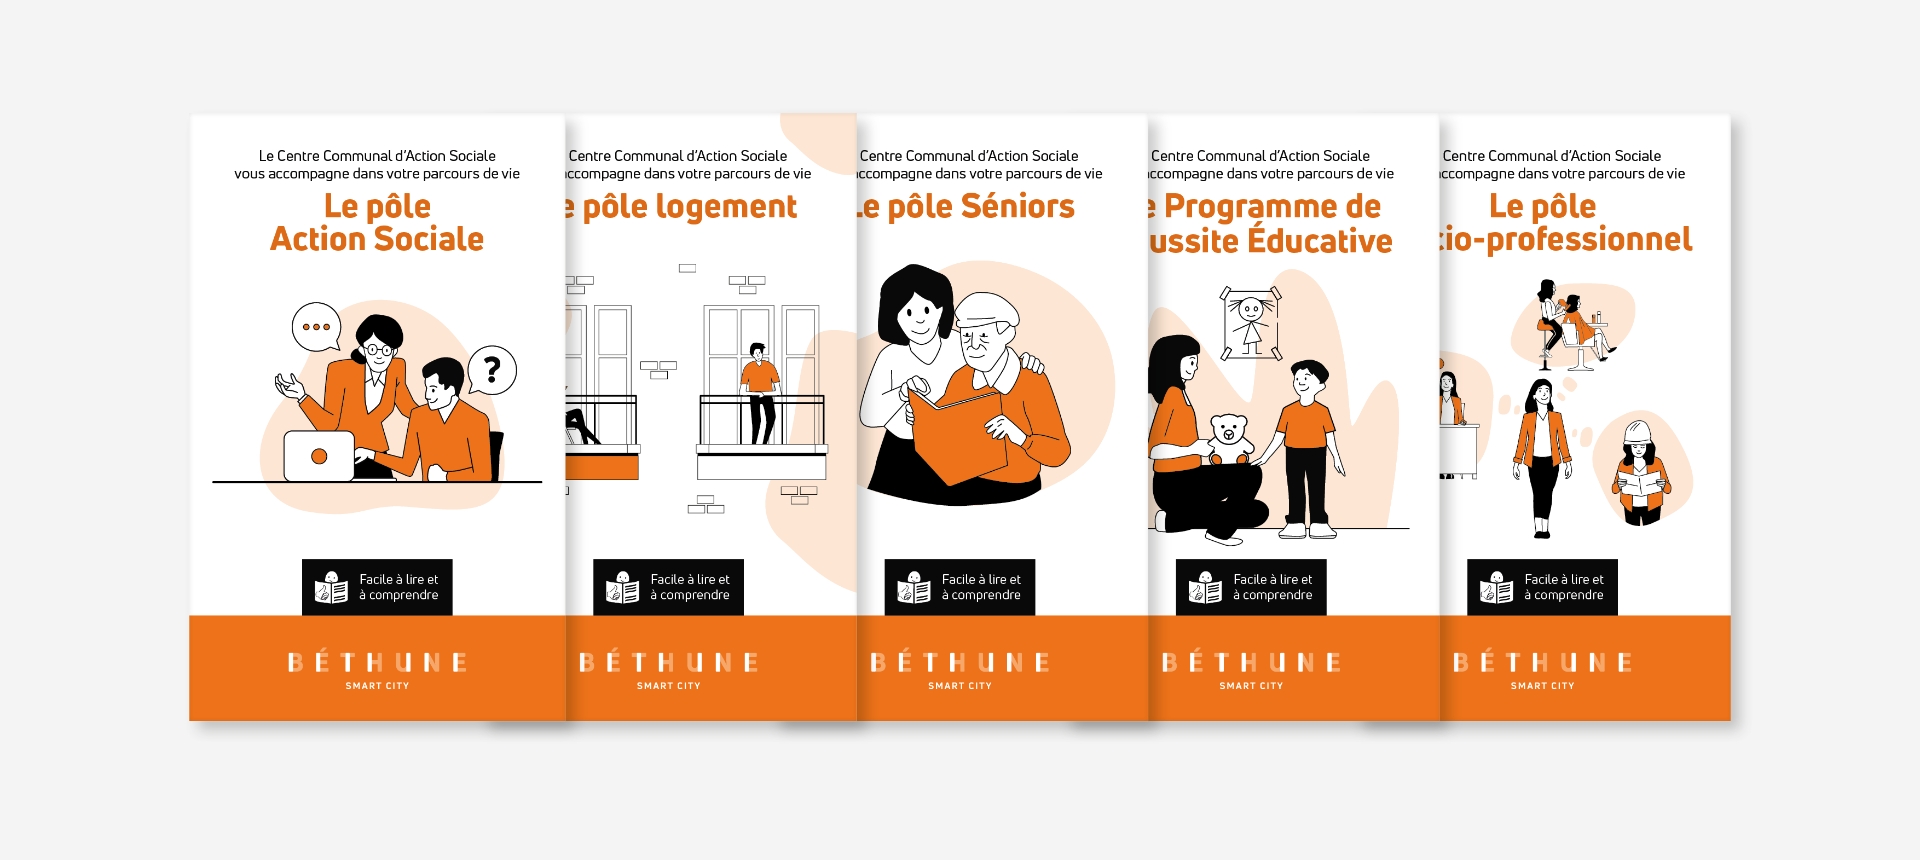 Le Centre Communal d'Action Sociale
vous accompagne dans votre parcours de vie
Le pôle
Action Sociale
?
Facile à lire et
à comprendre
BÉTHUNE
SMART CITY
Centre Communal d'Action Sociale
accompagne dans votre parcours de vie
pôle logement
Facile à lire et
à comprendre
BÉTHUNE
SMART CITY
Centre Communal d'Action Sociale
accompagne dans votre parcours de vie
Le pôle Séniors
Facile à lire et
à comprendre
BÉTHUNE
SMART CITY
Centre Communal d'Action Sociale
accompagne dans votre parcours de vie
Programme de
ussite Éducative
Facile à lire et
à comprendre
BÉTHUNE
SMART CITY
Centre Communal d'Action Sociale
accompagne dans votre parcours de vie
Le pôle
cio-professionnel
Facile à lire et
à comprendre
BÉTHUNE
SMART CITY